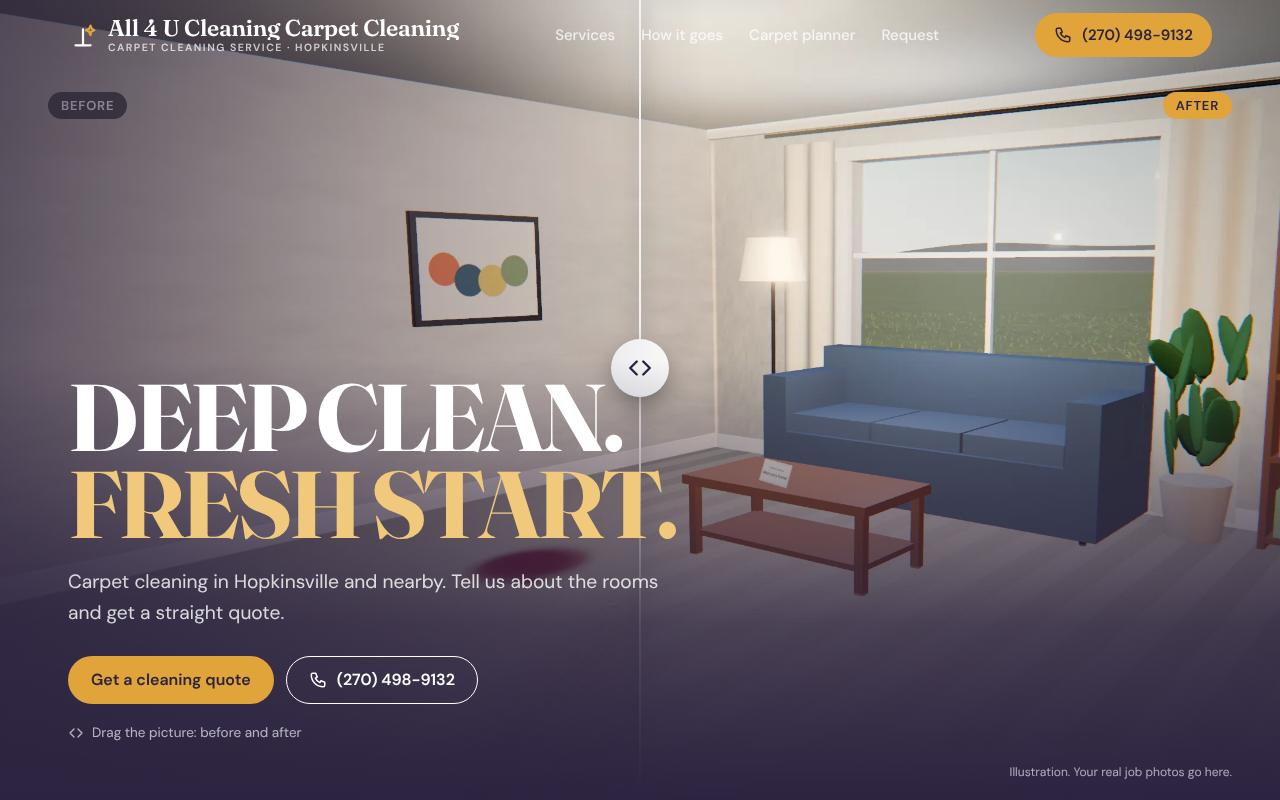 All 4 U Cleaning Carpet Cleaning
CARPET CLEANING SERVICE · HOPKINSVILLE
Services
How it goes
Carpet planner
Request
(270) 498-9132
BEFORE
AFTER
DEEP CLEAN.
FRESH START.
Carpet cleaning in Hopkinsville and nearby. Tell us about the rooms
and get a straight quote.
Get a cleaning quote
(270) 498-9132
Drag the picture: before and after
Illustration. Your real job photos go here.